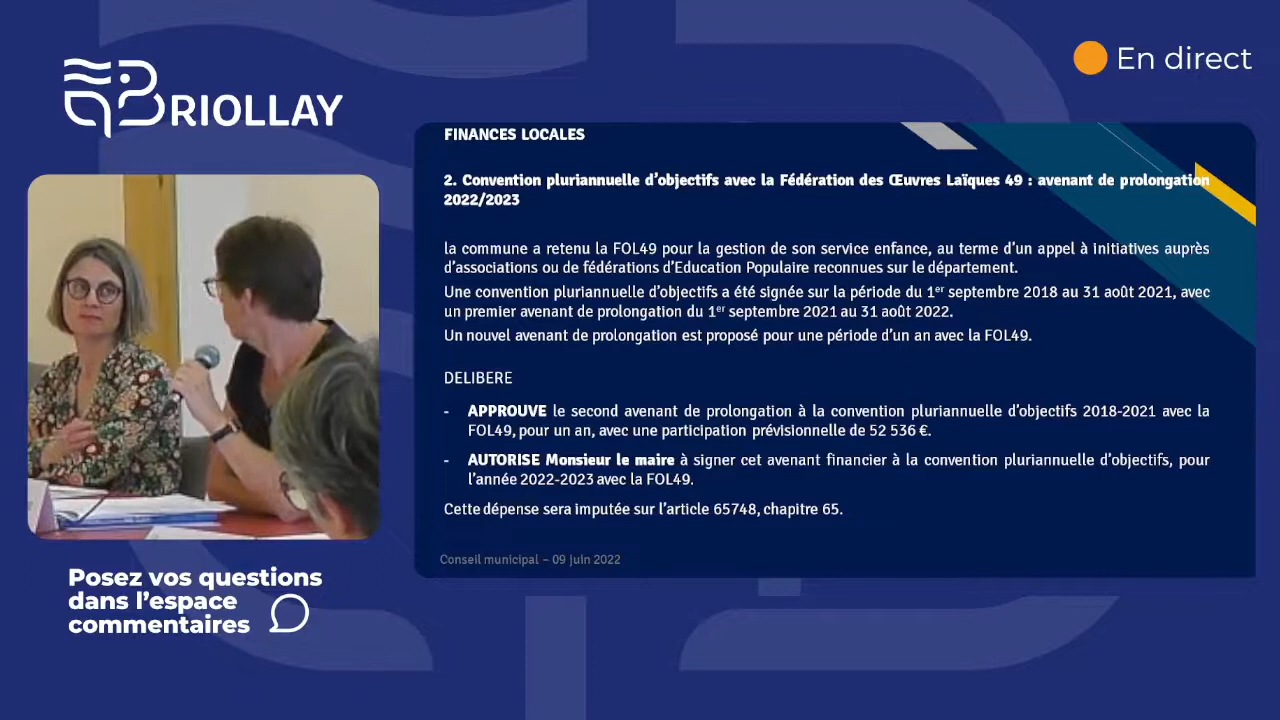 BRIOLLAY
En direct
FINANCES LOCALES
2. Convention pluriannuelle d'objectifs avec la Fédération des Œuvres Laïques 49 : avenant de prolongation
2022/2023
la commune a retenu la FOL49 pour la gestion de son service enfance, au terme d'un appel à initiatives auprès
d'associations ou de fédérations d'Education Populaire reconnues sur le département.
Une convention pluriannuelle d'objectifs a été signée sur la période du 1er septembre 2018 au 31 août 2021, avec
un premier avenant de prolongation du 1er septembre 2021 au 31 août 2022.
Un nouvel avenant de prolongation est proposé pour une période d'un an avec la FOL49.
DELIBERE
- APPROUVE le second avenant de prolongation à la convention pluriannuelle d'objectifs 2018-2021 avec la
FOL49, pour un an, avec une participation prévisionnelle de 52 536 €.
- AUTORISE Monsieur le maire à signer cet avenant financier à la convention pluriannuelle d'objectifs, pour
l'année 2022-2023 avec la FOL49.
Cette dépense sera imputée sur l'article 65748, chapitre 65.
Conseil municipal – 09 juin 2022
Posez vos questions
dans l'espace
commentaires